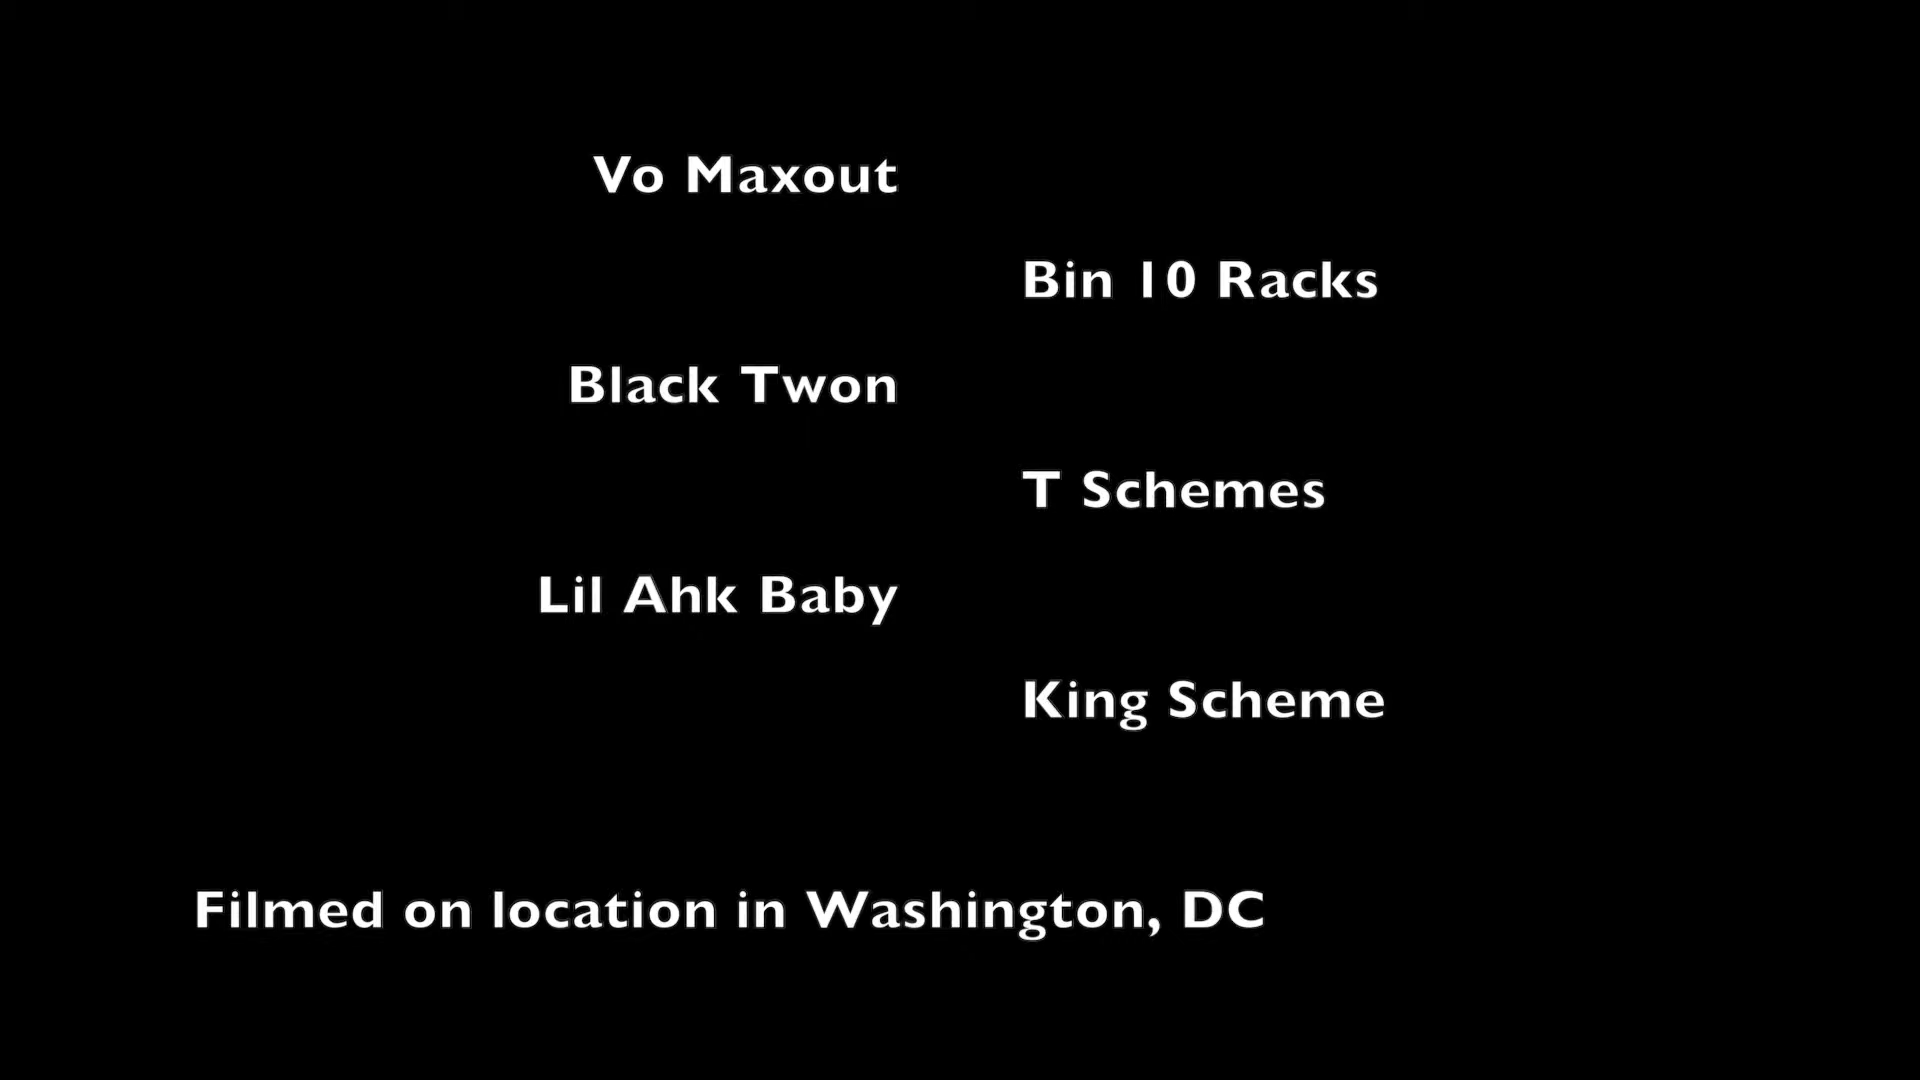 Vo Maxout
Bin 10 Racks
Black Twon
T Schemes
Lil Ahk Baby
King Scheme
Filmed on location in Washington, DC